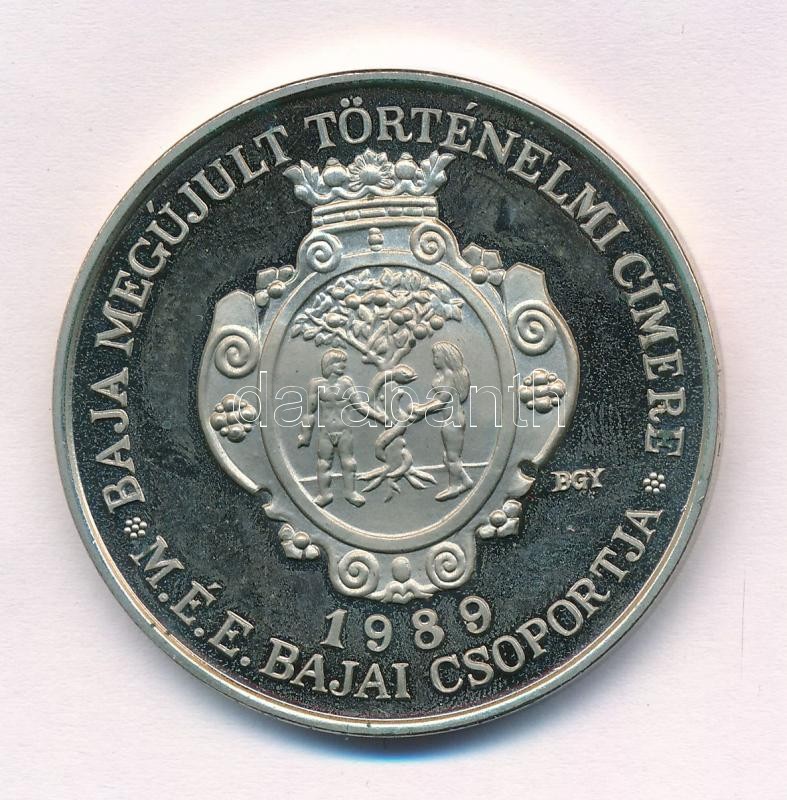 BAJA MEGÚJULT TÖRTÉNELMI CÍMERE
BGY
1989
M.É.E. BAJAI CSOPORTJA
darabanth